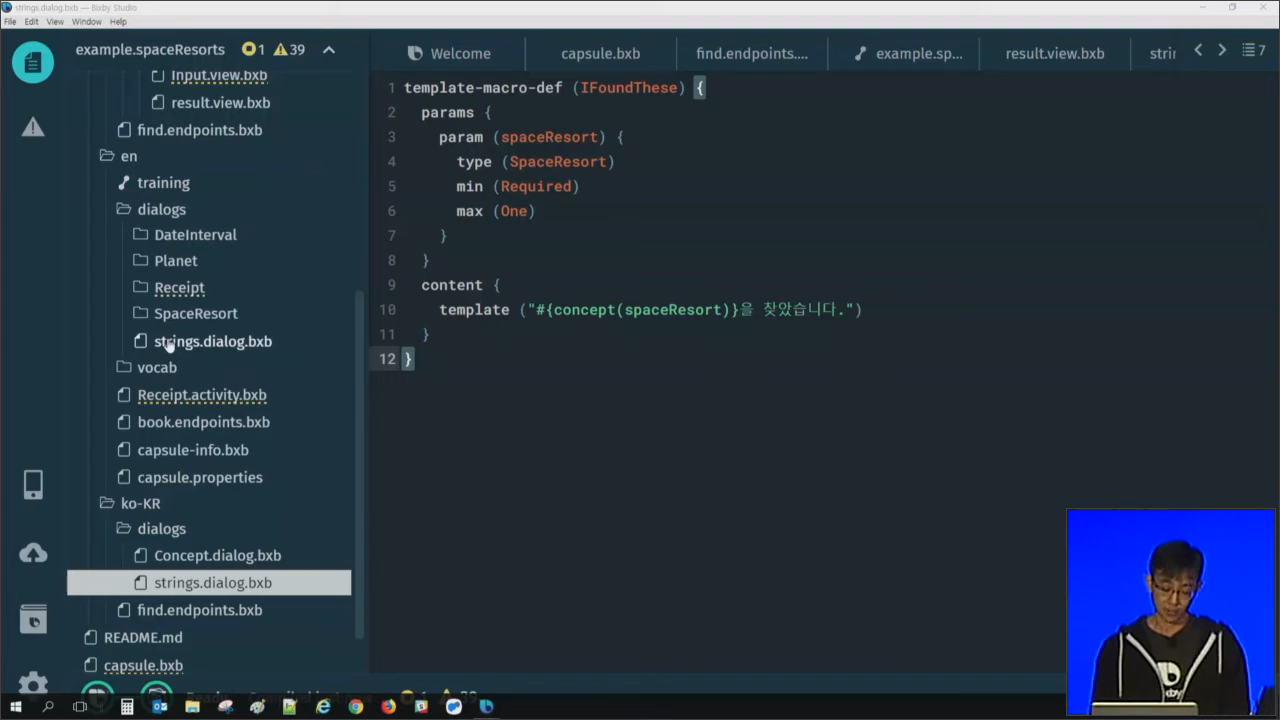 strings.dialog.bxb — Bixby Studio
File Edit View Window Help
example.spaceResorts 1 39
Welcome capsule.bxb find.endpoints.... example.sp... result.view.bxb strin 7
Input.view.bxb
result.view.bxb
find.endpoints.bxb
en
training
dialogs
DateInterval
Planet
Receipt
SpaceResort
strings.dialog.bxb
vocab
Receipt.activity.bxb
book.endpoints.bxb
capsule-info.bxb
capsule.properties
ko-KR
dialogs
Concept.dialog.bxb
strings.dialog.bxb
find.endpoints.bxb
README.md
capsule.bxb
1 template-macro-def (IFoundThese) {
2 params {
3 param (spaceResort) {
4 type (SpaceResort)
5 min (Required)
6 max (One)
7 }
8 }
9 content {
10 template ("#{concept(spaceResort)}을 찾았습니다.")
11 }
12 }